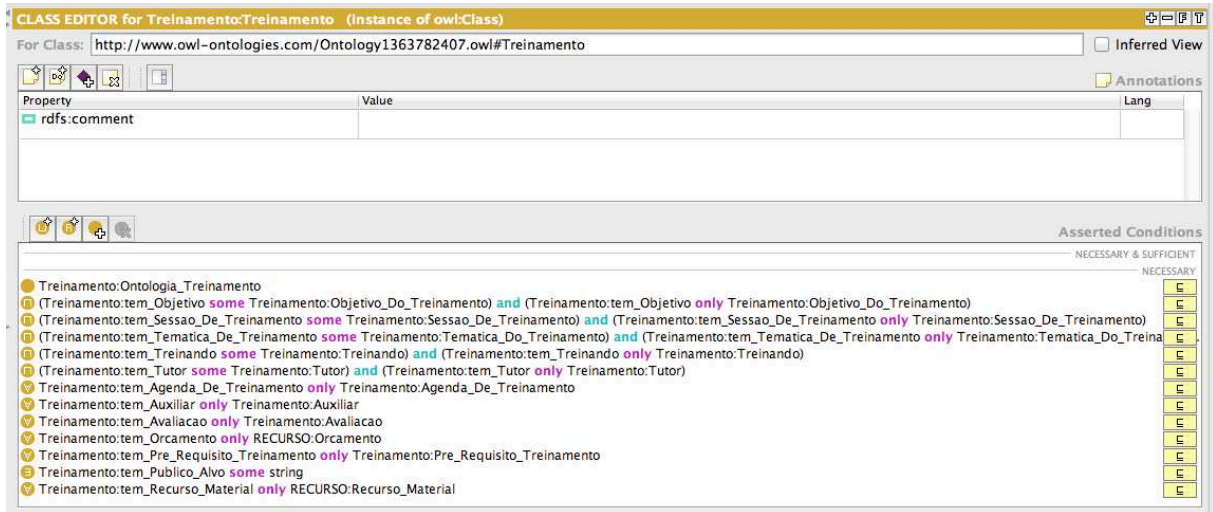 CLASS EDITOR for Treinamento:Treinamento (instance of owl:Class)
For Class: http://www.owl-ontologies.com/Ontology1363782407.owl#Treinamento Inferred View
Annotations
Property Value Lang
rdfs:comment
Asserted Conditions
NECESSARY & SUFFICIENT
NECESSARY
Treinamento:Ontologia_Treinamento
(Treinamento:tem_Objetivo some Treinamento:Objetivo_Do_Treinamento) and (Treinamento:tem_Objetivo only Treinamento:Objetivo_Do_Treinamento)
(Treinamento:tem_Sessao_De_Treinamento some Treinamento:Sessao_De_Treinamento) and (Treinamento:tem_Sessao_De_Treinamento only Treinamento:Sessao_De_Treinamento)
(Treinamento:tem_Tematica_De_Treinamento some Treinamento:Tematica_Do_Treinamento) and (Treinamento:tem_Tematica_De_Treinamento only Treinamento:Tematica_Do_Treina
(Treinamento:tem_Treinando some Treinamento:Treinando) and (Treinamento:tem_Treinando only Treinamento:Treinando)
(Treinamento:tem_Tutor some Treinamento:Tutor) and (Treinamento:tem_Tutor only Treinamento:Tutor)
Treinamento:tem_Agenda_De_Treinamento only Treinamento:Agenda_De_Treinamento
Treinamento:tem_Auxiliar only Treinamento:Auxiliar
Treinamento:tem_Avaliacao only Treinamento:Avaliacao
Treinamento:tem_Orcamento only RECURSO:Orcamento
Treinamento:tem_Pre_Requisito_Treinamento only Treinamento:Pre_Requisito_Treinamento
Treinamento:tem_Publico_Alvo some string
Treinamento:tem_Recurso_Material only RECURSO:Recurso_Material